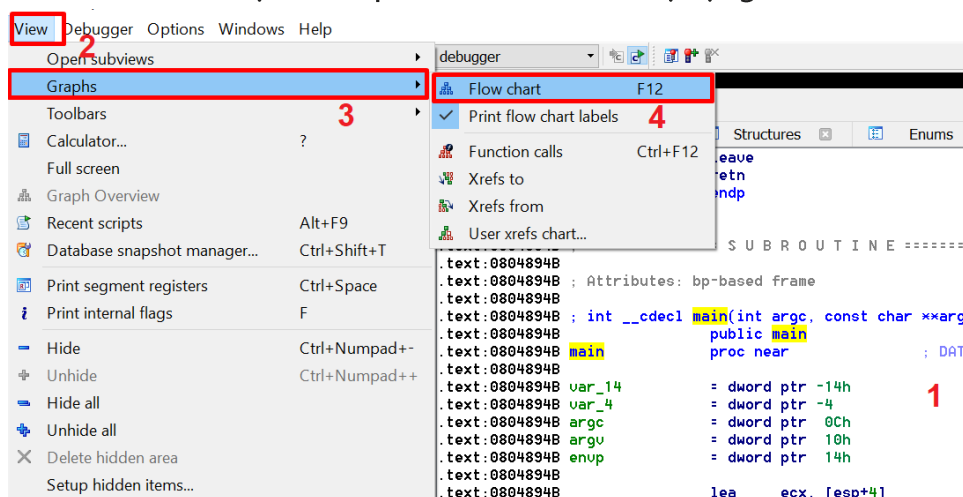 View Debugger Options Windows Help
2
Open subviews
Graphs
3
Toolbars
Calculator... ?
Full screen
Graph Overview
Recent scripts Alt+F9
Database snapshot manager... Ctrl+Shift+T
Print segment registers Ctrl+Space
Print internal flags F
Hide Ctrl+Numpad+-
Unhide Ctrl+Numpad++
Hide all
Unhide all
Delete hidden area
Setup hidden items...
debugger
Flow chart F12
Print flow chart labels 4
Function calls Ctrl+F12
Xrefs to
Xrefs from
User xrefs chart...
Structures Enums
leave
retn
endp
S U B R O U T I N E =======
.text:0804894B
.text:0804894B ; Attributes: bp-based frame
.text:0804894B
.text:0804894B ; int __cdecl main(int argc, const char **arg
.text:0804894B public main
.text:0804894B main proc near ; DAT
.text:0804894B
.text:0804894B var_14 = dword ptr -14h
1
.text:0804894B var_4 = dword ptr -4
.text:0804894B argc = dword ptr 0Ch
.text:0804894B argv = dword ptr 10h
.text:0804894B envp = dword ptr 14h
.text:0804894B
.text:0804894B lea ecx, [esp+4]